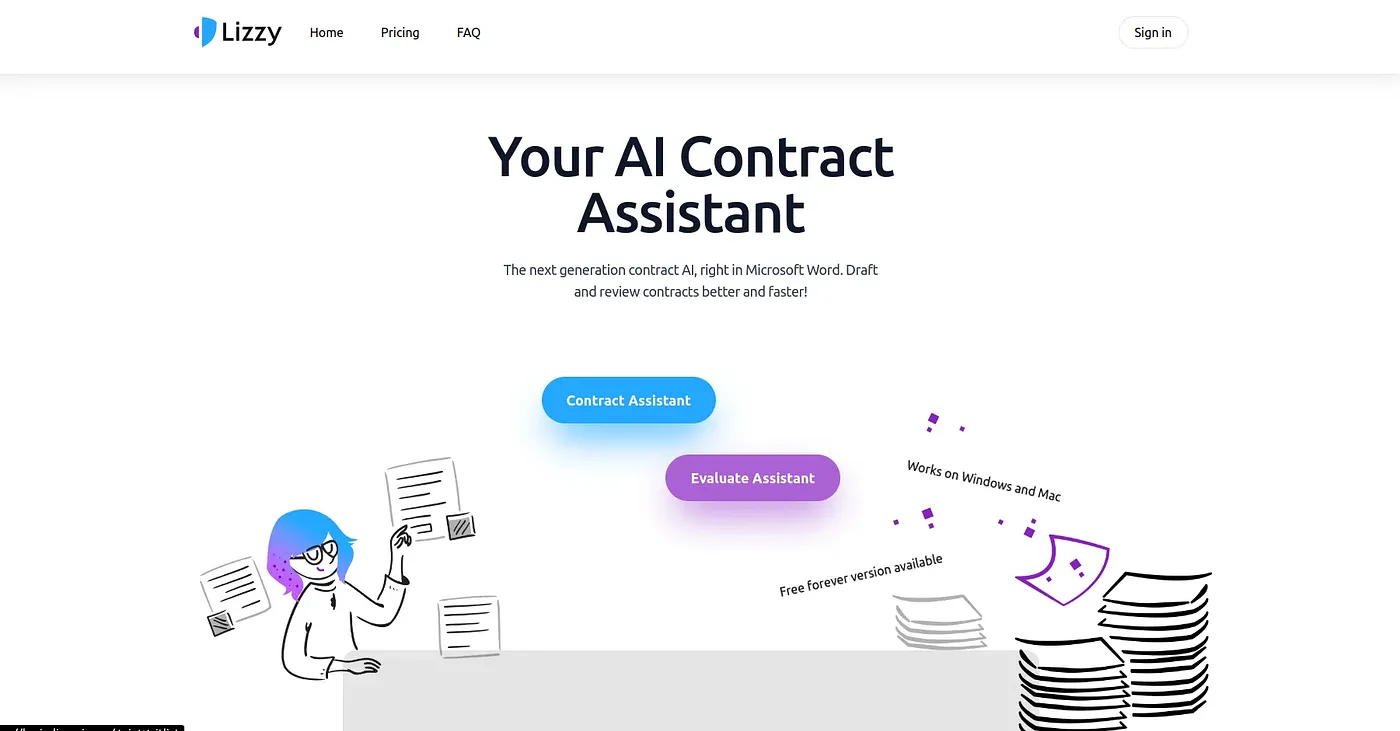 Lizzy
Home
Pricing
FAQ
Sign in
Your AI Contract
Assistant
The next generation contract AI, right in Microsoft Word. Draft
and review contracts better and faster!
Contract Assistant
Evaluate Assistant
Works on Windows and Mac
Free forever version available